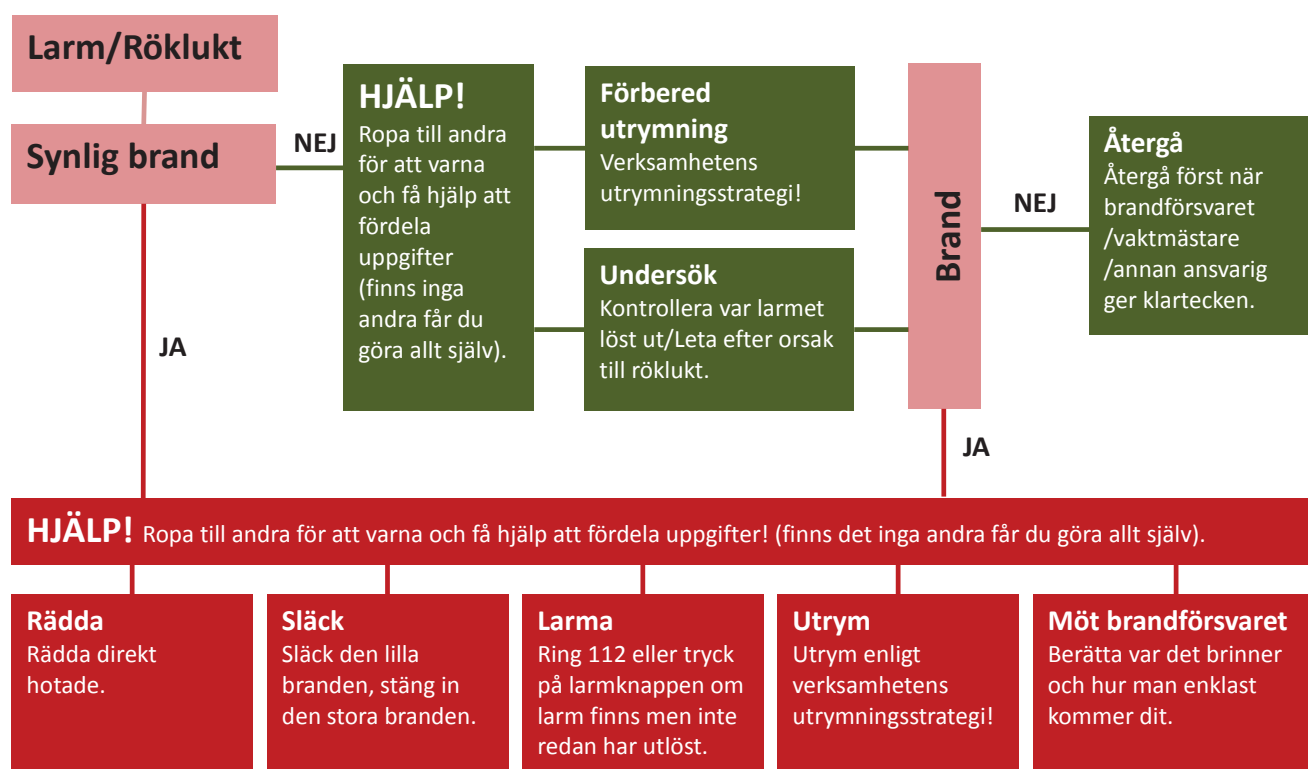 Larm/Röklukt
Synlig brand
NEJ
JA
HJÄLP!
Ropa till andra
för att varna
och få hjälp att
fördela
uppgifter
(finns inga
andra får du
göra allt själv).
Förbered
utrymning
Verksamhetens
utrymningsstrategi!
Undersök
Kontrollera var larmet
löst ut/Leta efter orsak
till röklukt.
Brand
NEJ
JA
Återgå
Återgå först när
brandförsvaret
/vaktmästare
/annan ansvarig
ger klartecken.
HJÄLP! Ropa till andra för att varna och få hjälp att fördela uppgifter! (finns det inga andra får du göra allt själv).
Rädda
Rädda direkt
hotade.
Släck
Släck den lilla
branden, stäng in
den stora branden.
Larma
Ring 112 eller tryck
på larmknappen om
larm finns men inte
redan har utlöst.
Utrym
Utrym enligt
verksamhetens
utrymningsstrategi!
Möt brandförsvaret
Berätta var det brinner
och hur man enklast
kommer dit.